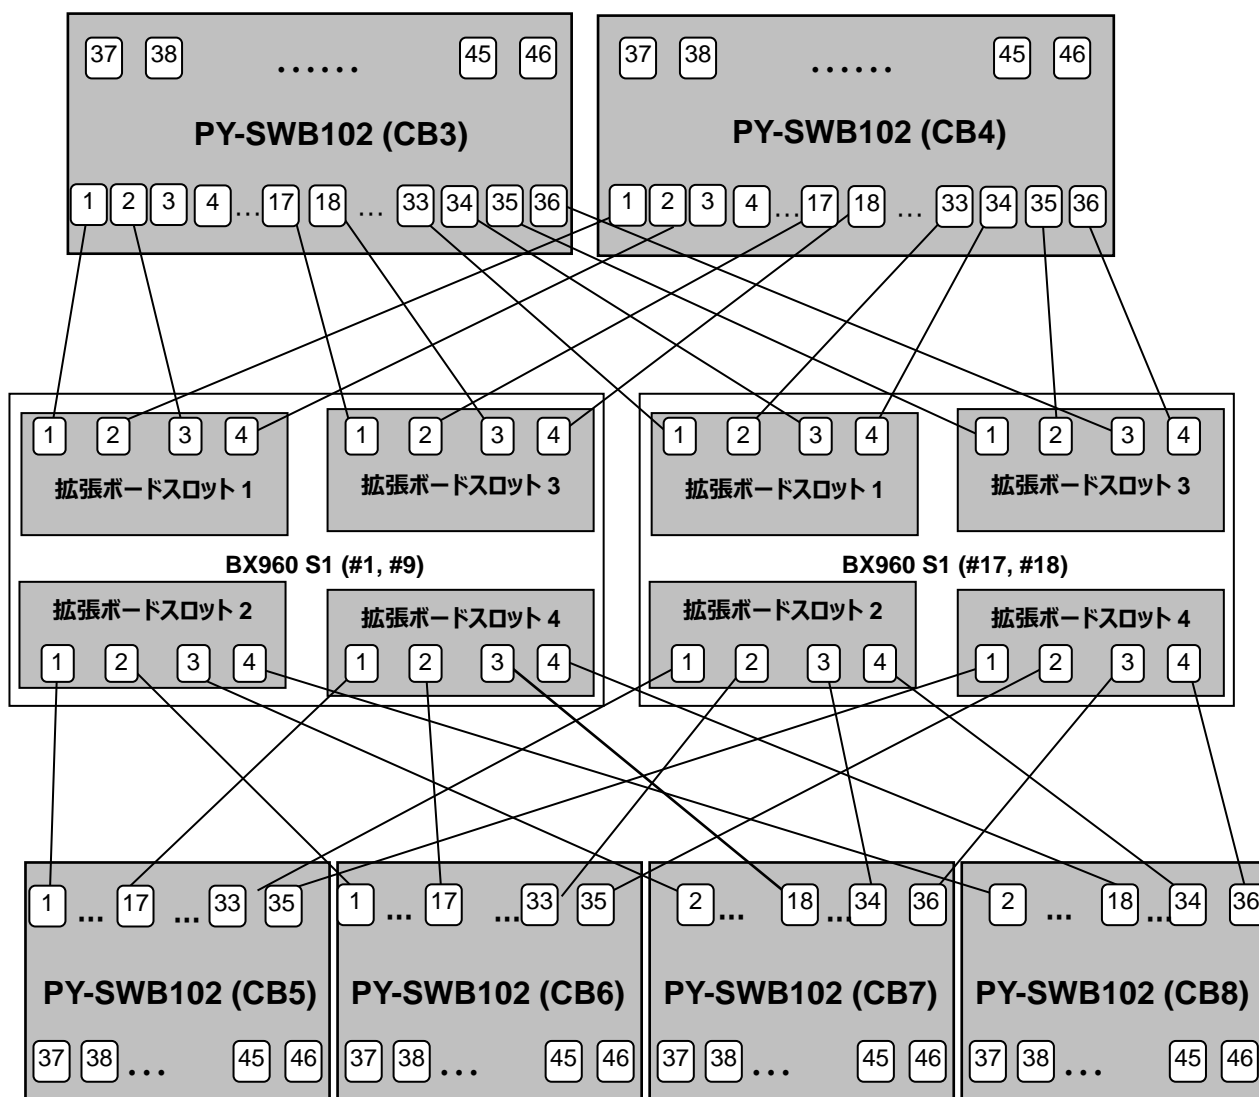 37 38 ...... 45 46
PY-SWB102 (CB3)
1 2 3 4 ... 17 18 ... 33 34 35 36
37 38 ...... 45 46
PY-SWB102 (CB4)
1 2 3 4 ... 17 18 ... 33 34 35 36
1 2 3 4
拡張ボードスロット 1
1 2 3 4
拡張ボードスロット 3
BX960 S1 (#1, #9)
拡張ボードスロット 2
1 2 3 4
拡張ボードスロット 4
1 2 3 4
1 2 3 4
拡張ボードスロット 1
1 2 3 4
拡張ボードスロット 3
BX960 S1 (#17, #18)
拡張ボードスロット 2
1 2 3 4
拡張ボードスロット 4
1 2 3 4
1 ... 17 ... 33 35
PY-SWB102 (CB5)
37 38 ... 45 46
1 ... 17 ... 33 35
PY-SWB102 (CB6)
37 38 ... 45 46
2 ... 18 ... 34 36
PY-SWB102 (CB7)
37 38 ... 45 46
2 ... 18 ... 34 36
PY-SWB102 (CB8)
37 38 ... 45 46